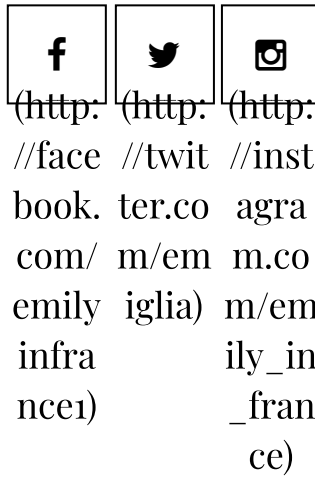 (http:
//face
book.
com/
emily
infra
nce1)
(http:
//twit
ter.co
m/em
iglia)
(http:
//inst
agra
m.co
m/em
ily_in
_fran
ce)